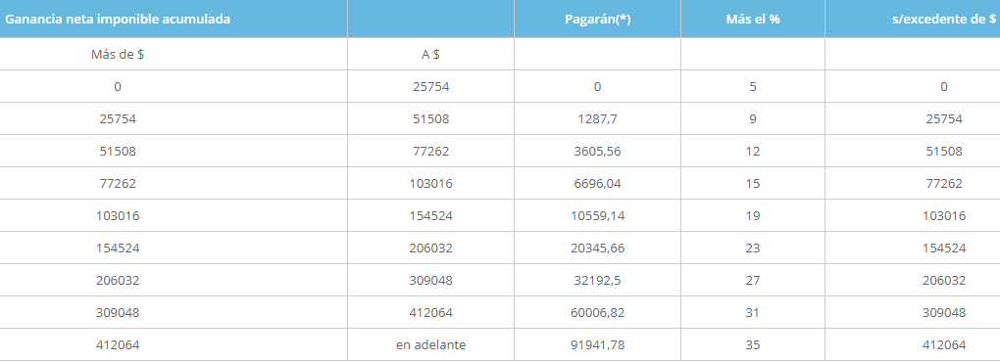 Ganancia neta imponible acumulada Pagarán(*) Más el % s/excedente de $
Más de $ A $
0 25754 0 5 0
25754 51508 1287,7 9 25754
51508 77262 3605,56 12 51508
77262 103016 6696,04 15 77262
103016 154524 10559,14 19 103016
154524 206032 20345,66 23 154524
206032 309048 32192,5 27 206032
309048 412064 60006,82 31 309048
412064 en adelante 91941,78 35 412064